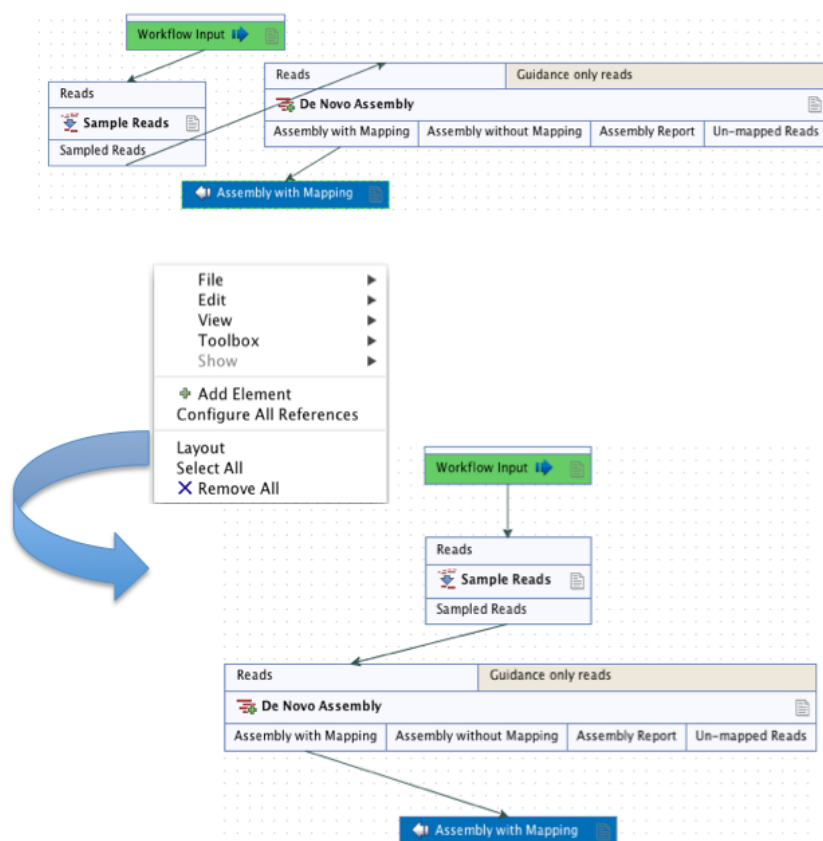 Workflow Input
Reads
Sample Reads
Sampled Reads
Reads Guidance only reads
De Novo Assembly
Assembly with Mapping Assembly without Mapping Assembly Report Un-mapped Reads
Assembly with Mapping
File
Edit
View
Toolbox
Show
Add Element
Configure All References
Layout
Select All
Remove All
Workflow Input
Reads
Sample Reads
Sampled Reads
Reads Guidance only reads
De Novo Assembly
Assembly with Mapping Assembly without Mapping Assembly Report Un-mapped Reads
Assembly with Mapping